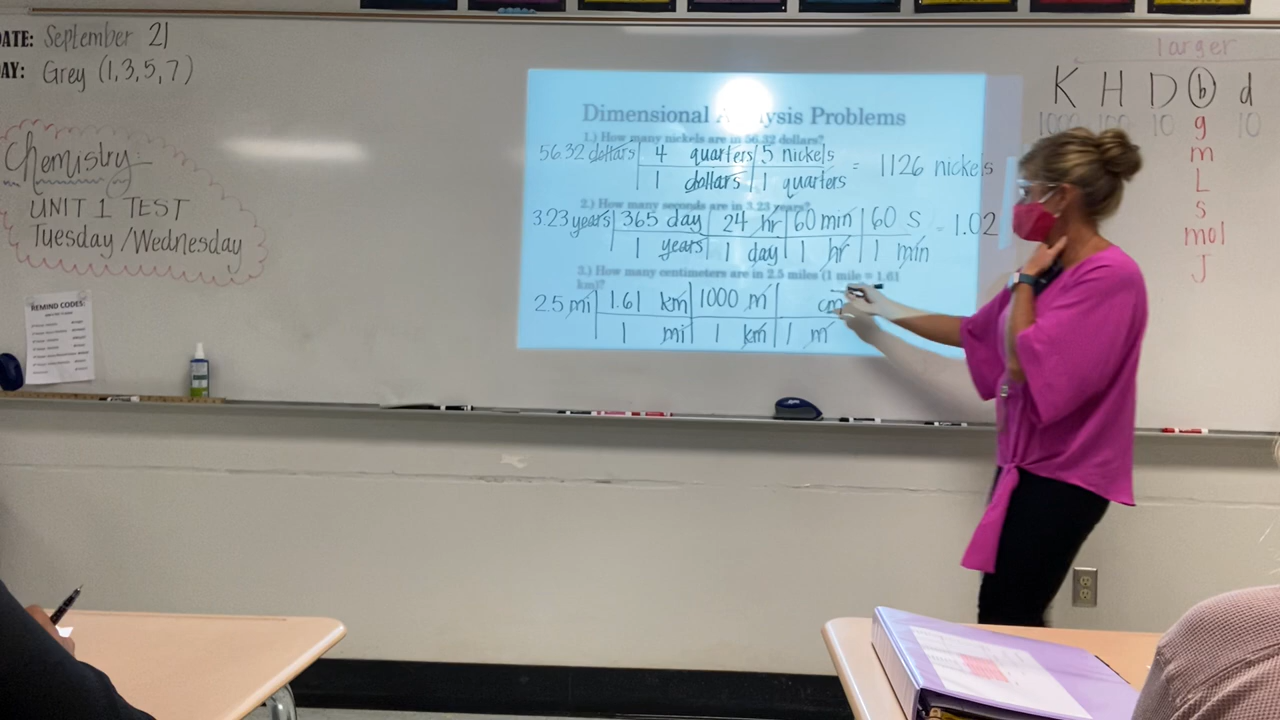 DATE: September 21
DAY: Grey (1,3,5,7)
Chemistry
UNIT 1 TEST
Tuesday/Wednesday
REMIND CODES
Dimensional Analysis Problems
1.) How many nickels are in 56.32 dollars?
56.32 dollars | 4 quarters | 5 nickels = 1126 nickels
1 dollars | 1 quarters
2.) How many seconds are in 3.23 years?
3.23 years | 365 day | 24 hr | 60 min | 60 s = 1.02
1 years | 1 day | 1 hr | 1 min
3.) How many centimeters are in 2.5 miles (1 mile = 1.61
km)?
2.5 mi | 1.61 km | 1000 m | cm
1 mi | 1 km | 1 m
larger
K H D b d
1000 100 10 g 10
m
L
s
mol
J